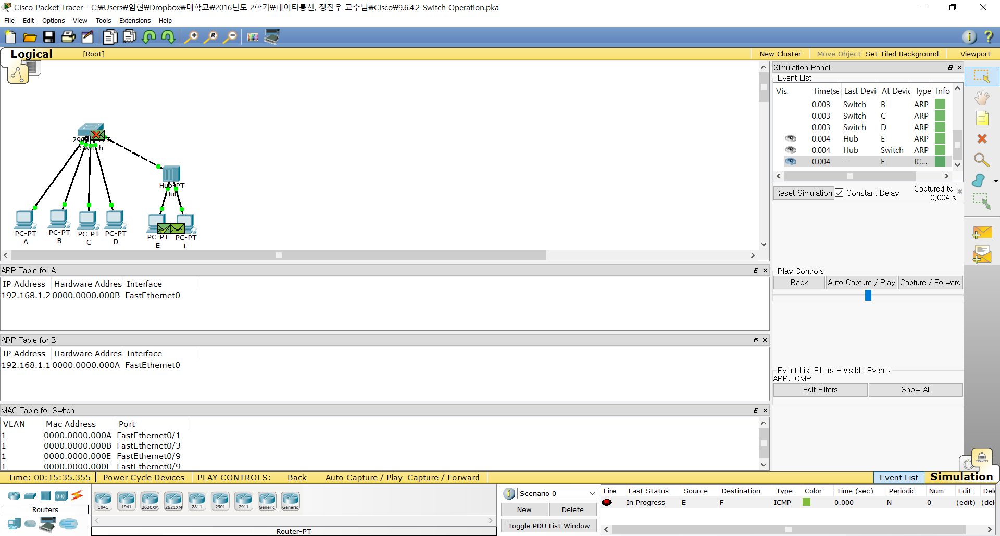 Cisco Packet Tracer - C:₩Users₩임현₩Dropbox₩대학교₩2016년도 2학기₩데이터통신, 정진우 교수님₩Cisco₩9.6.4.2-Switch Operation.pka
File Edit Options View Tools Extensions Help
Logical [Root] New Cluster Move Object Set Tiled Background Viewport
Simulation Panel
Event List
Vis. Time(se Last Devi At Devic Type Info
0.003 Switch B ARP
0.003 Switch C ARP
0.003 Switch D ARP
0.004 Hub E ARP
0.004 Hub Switch ARP
0.004 -- E IC...
Switch
Hub-PT
Hub
PC-PT
A
PC-PT
B
PC-PT
C
PC-PT
D
PC-PT
E
PC-PT
F
Reset Simulation Constant Delay Captured to:
0.004 s
Play Controls
Back Auto Capture / Play Capture / Forward
Event List Filters - Visible Events
ARP, ICMP
Edit Filters Show All
ARP Table for A
IP Address Hardware Addres Interface
192.168.1.2 0000.0000.000B FastEthernet0
ARP Table for B
IP Address Hardware Addres Interface
192.168.1.1 0000.0000.000A FastEthernet0
MAC Table for Switch
VLAN Mac Address Port
1 0000.0000.000A FastEthernet0/1
1 0000.0000.000B FastEthernet0/3
1 0000.0000.000E FastEthernet0/9
1 0000.0000.000F FastEthernet0/9
Time: 00:15:35.355 Power Cycle Devices PLAY CONTROLS: Back Auto Capture / Play Capture / Forward Event List Simulation
Routers
1841 1941 2620XM 2621XM 2811 2901 2911 Generic Generic
Router-PT
Scenario 0
New Delete
Toggle PDU List Window
Fire Last Status Source Destination Type Color Time (sec) Periodic Num Edit Dele
In Progress E F ICMP 0.000 N 0 (edit) (del